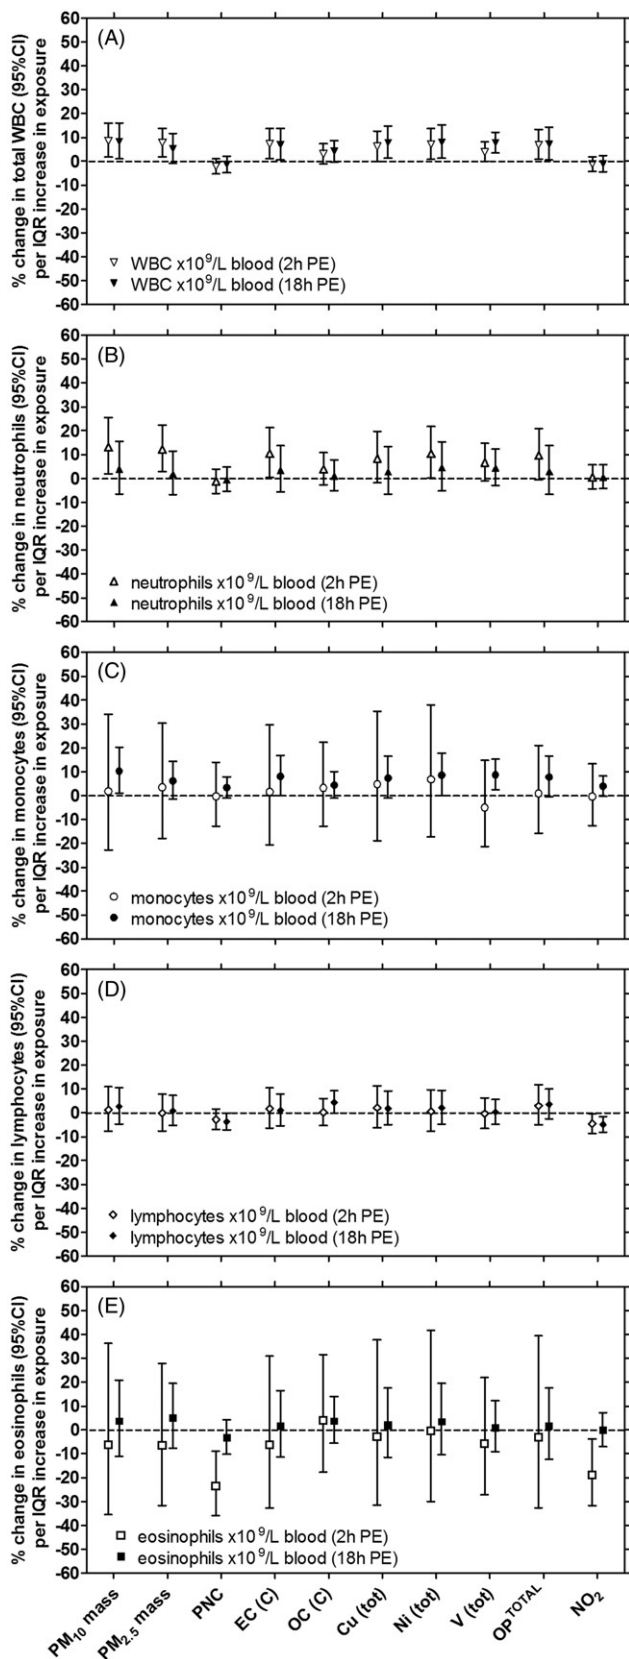 (A)
% change in total WBC (95%CI)
per IQR increase in exposure
60
50
40
30
20
10
0
-10
-20
-30
-40
-50
-60
WBC x10⁹/L blood (2h PE)
WBC x10⁹/L blood (18h PE)
(B)
% change in neutrophils (95%CI)
per IQR increase in exposure
60
50
40
30
20
10
0
-10
-20
-30
-40
-50
-60
neutrophils x10⁹/L blood (2h PE)
neutrophils x10⁹/L blood (18h PE)
(C)
% change in monocytes (95%CI)
per IQR increase in exposure
60
50
40
30
20
10
0
-10
-20
-30
-40
-50
-60
monocytes x10⁹/L blood (2h PE)
monocytes x10⁹/L blood (18h PE)
(D)
% change in lymphocytes (95%CI)
per IQR increase in exposure
60
50
40
30
20
10
0
-10
-20
-30
-40
-50
-60
lymphocytes x10⁹/L blood (2h PE)
lymphocytes x10⁹/L blood (18h PE)
(E)
% change in eosinophils (95%CI)
per IQR increase in exposure
60
50
40
30
20
10
0
-10
-20
-30
-40
-50
-60
eosinophils x10⁹/L blood (2h PE)
eosinophils x10⁹/L blood (18h PE)
PM₁₀ mass
PM₂.₅ mass
PNC
EC (C)
OC (C)
Cu (tot)
Ni (tot)
V (tot)
OPᵀᴼᵀᴬᴸ
NO₂